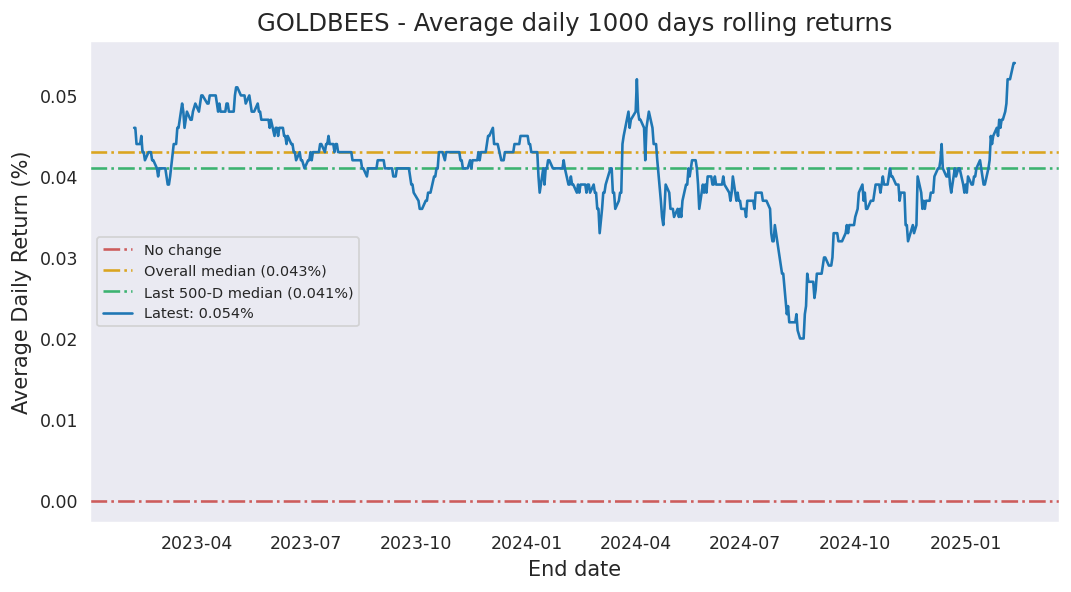 GOLDBEES - Average daily 1000 days rolling returns
Average Daily Return (%)
0.05
0.04
0.03
0.02
0.01
0.00
No change
Overall median (0.043%)
Last 500-D median (0.041%)
Latest: 0.054%
2023-04
2023-07
2023-10
2024-01
2024-04
2024-07
2024-10
2025-01
End date